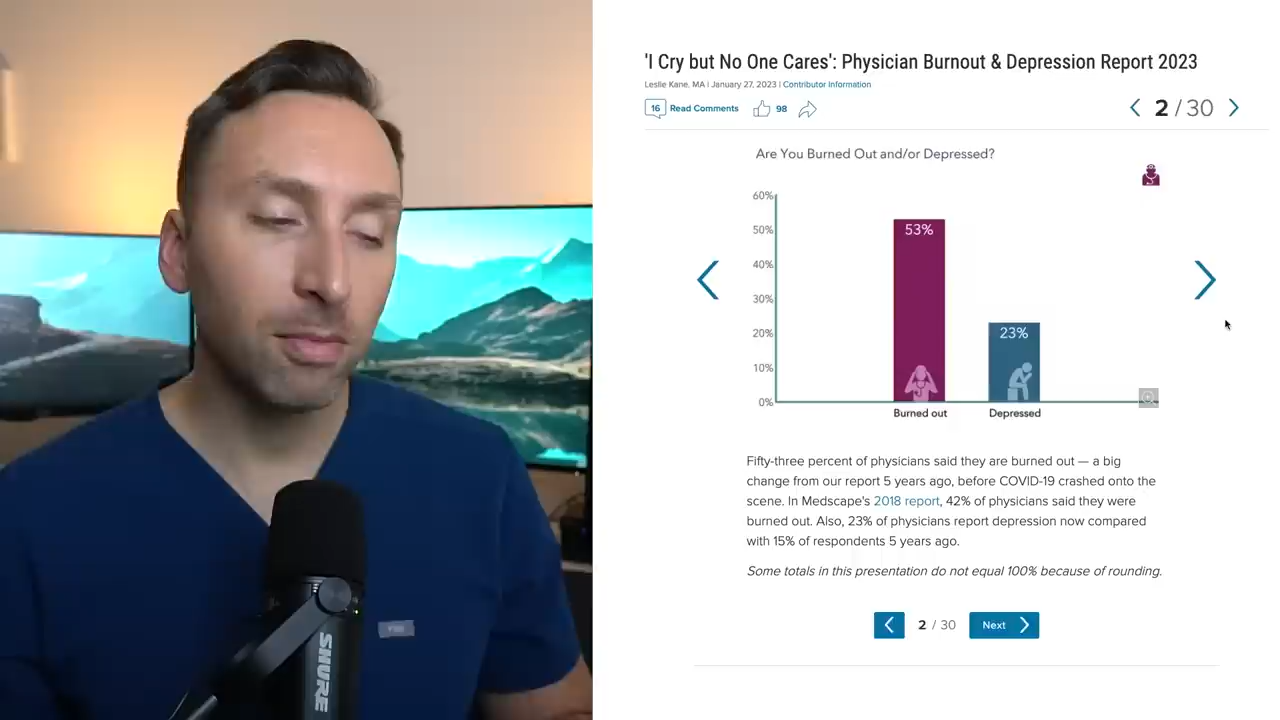 'I Cry but No One Cares': Physician Burnout & Depression Report 2023
Leslie Kane, MA | January 27, 2023 | Contributor Information
16 Read Comments 98
2 / 30
Are You Burned Out and/or Depressed?
60%
50%
40%
30%
20%
10%
0%
53%
23%
Burned out Depressed
Fifty-three percent of physicians said they are burned out — a big
change from our report 5 years ago, before COVID-19 crashed onto the
scene. In Medscape's 2018 report, 42% of physicians said they were
burned out. Also, 23% of physicians report depression now compared
with 15% of respondents 5 years ago.
Some totals in this presentation do not equal 100% because of rounding.
2 / 30 Next
SHURE